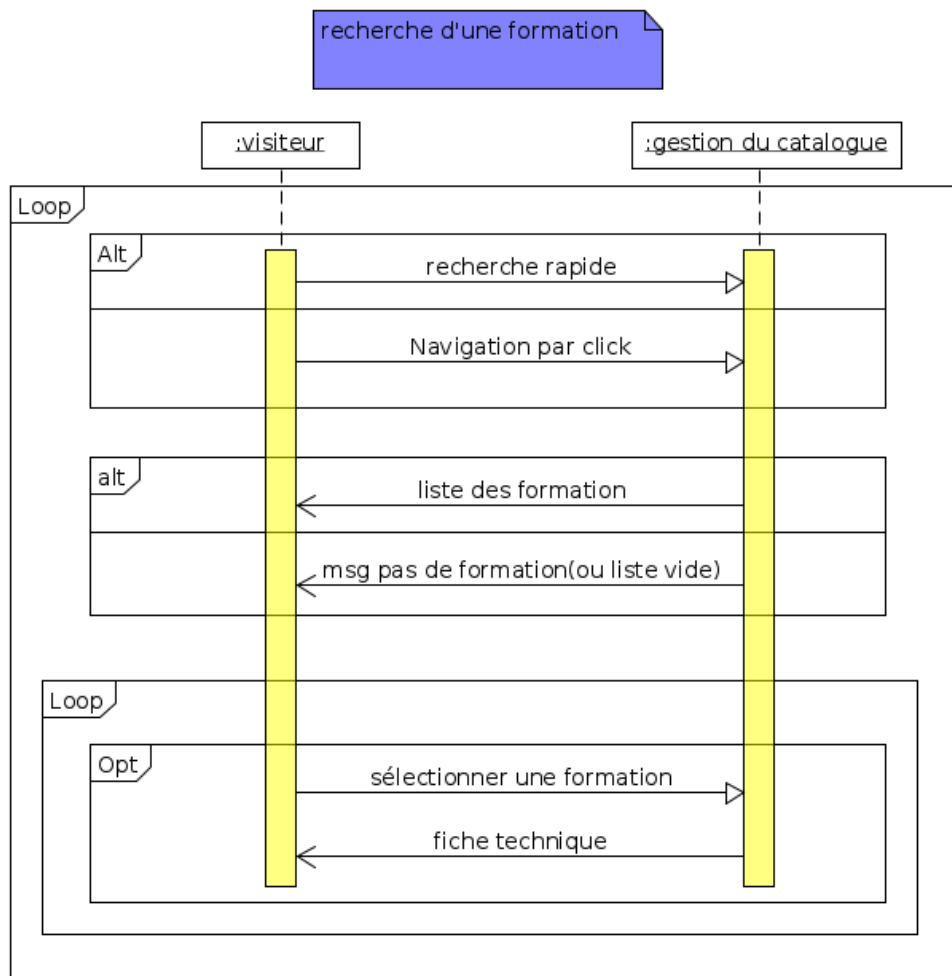 recherche d'une formation
:visiteur
:gestion du catalogue
Loop
Alt
recherche rapide
Navigation par click
alt
liste des formation
msg pas de formation(ou liste vide)
Loop
Opt
sélectionner une formation
fiche technique